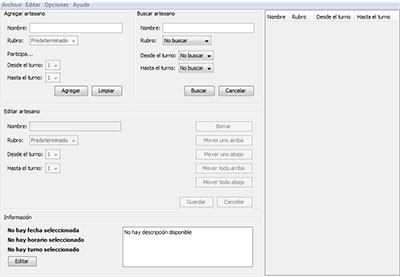 Archivo Editar Opciones Ayuda
Agregar artesano
Nombre:
Rubro: Predeterminado
Participa...
Desde el turno: 1
Hasta el turno: 1
Agregar Limpiar
Buscar artesano
Nombre:
Rubro: No buscar
Desde el turno: No buscar
Hasta el turno: No buscar
Buscar Cancelar
Nombre Rubro Desde el turno Hasta el turno
Editar artesano
Nombre:
Rubro: Predeterminado
Desde el turno: 1
Hasta el turno: 1
Borrar
Mover uno arriba
Mover uno abajo
Mover todo arriba
Mover todo abajo
Guardar Cancelar
Información
No hay fecha seleccionada
No hay horario seleccionado
No hay turno seleccionado
Editar
No hay descripción disponible